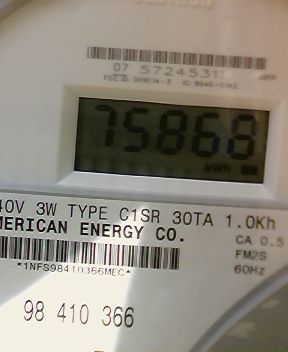 07 5724531
75868
kWh
40V 3W TYPE C1SR 30TA 1.0Kh
MERICAN ENERGY CO.
CA 0.5
FM2S
60Hz
*1NFS98410366MEC*
98 410 366